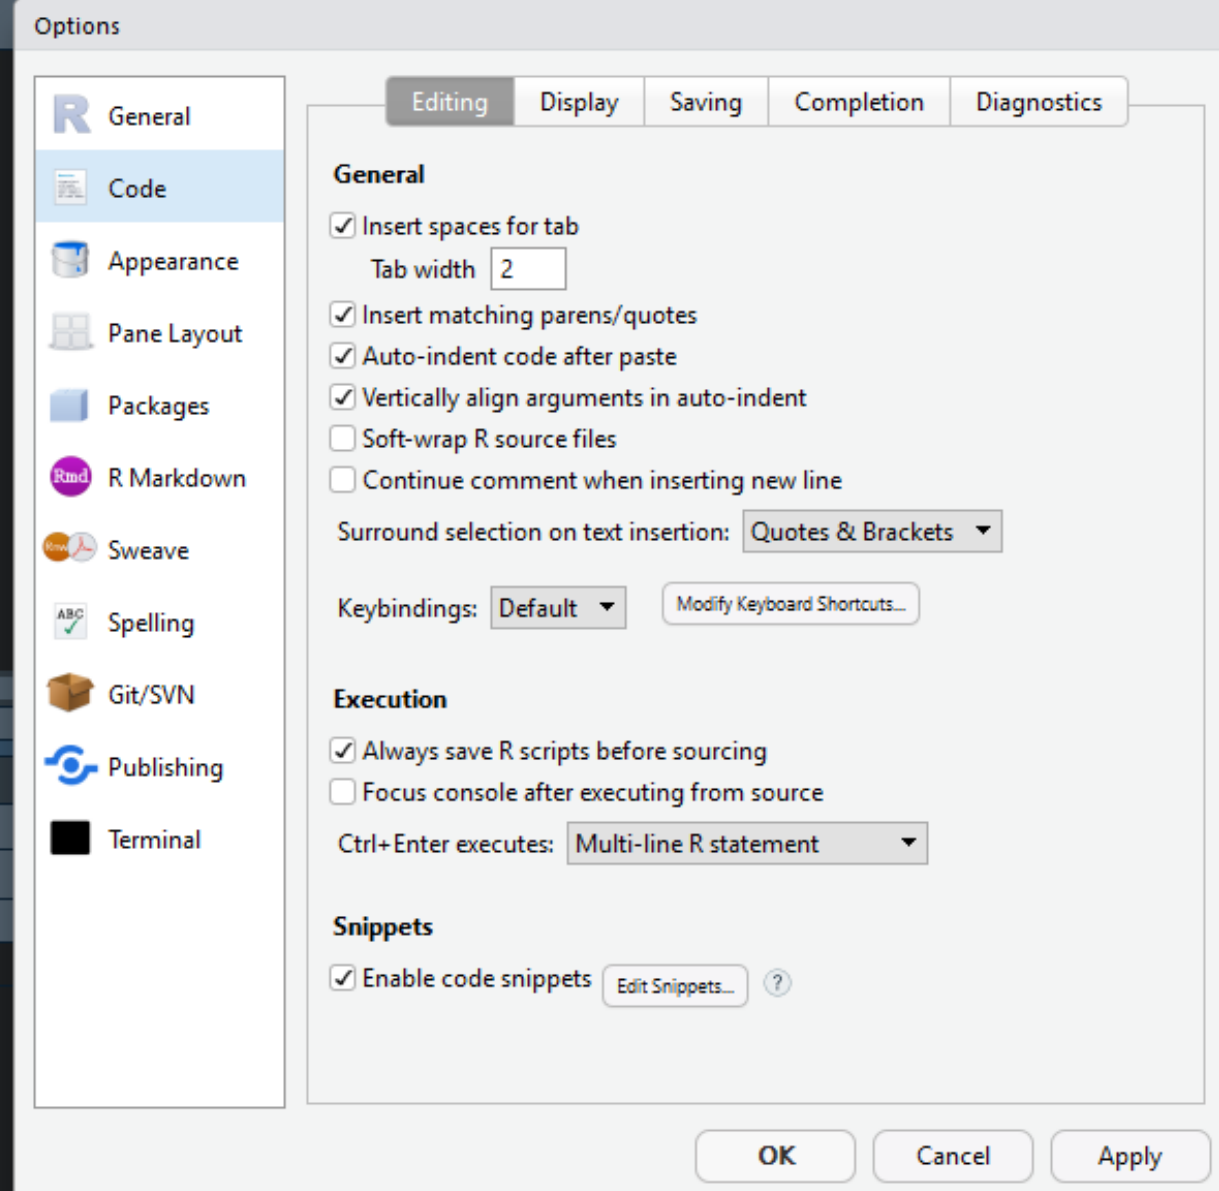 Options
General
Code
Appearance
Pane Layout
Packages
Rmd R Markdown
Rnw Sweave
ABC Spelling
Git/SVN
Publishing
Terminal
Editing Display Saving Completion Diagnostics
General
Insert spaces for tab
Tab width 2
Insert matching parens/quotes
Auto-indent code after paste
Vertically align arguments in auto-indent
Soft-wrap R source files
Continue comment when inserting new line
Surround selection on text insertion: Quotes & Brackets
Keybindings: Default Modify Keyboard Shortcuts...
Execution
Always save R scripts before sourcing
Focus console after executing from source
Ctrl+Enter executes: Multi-line R statement
Snippets
Enable code snippets Edit Snippets... ?
OK Cancel Apply